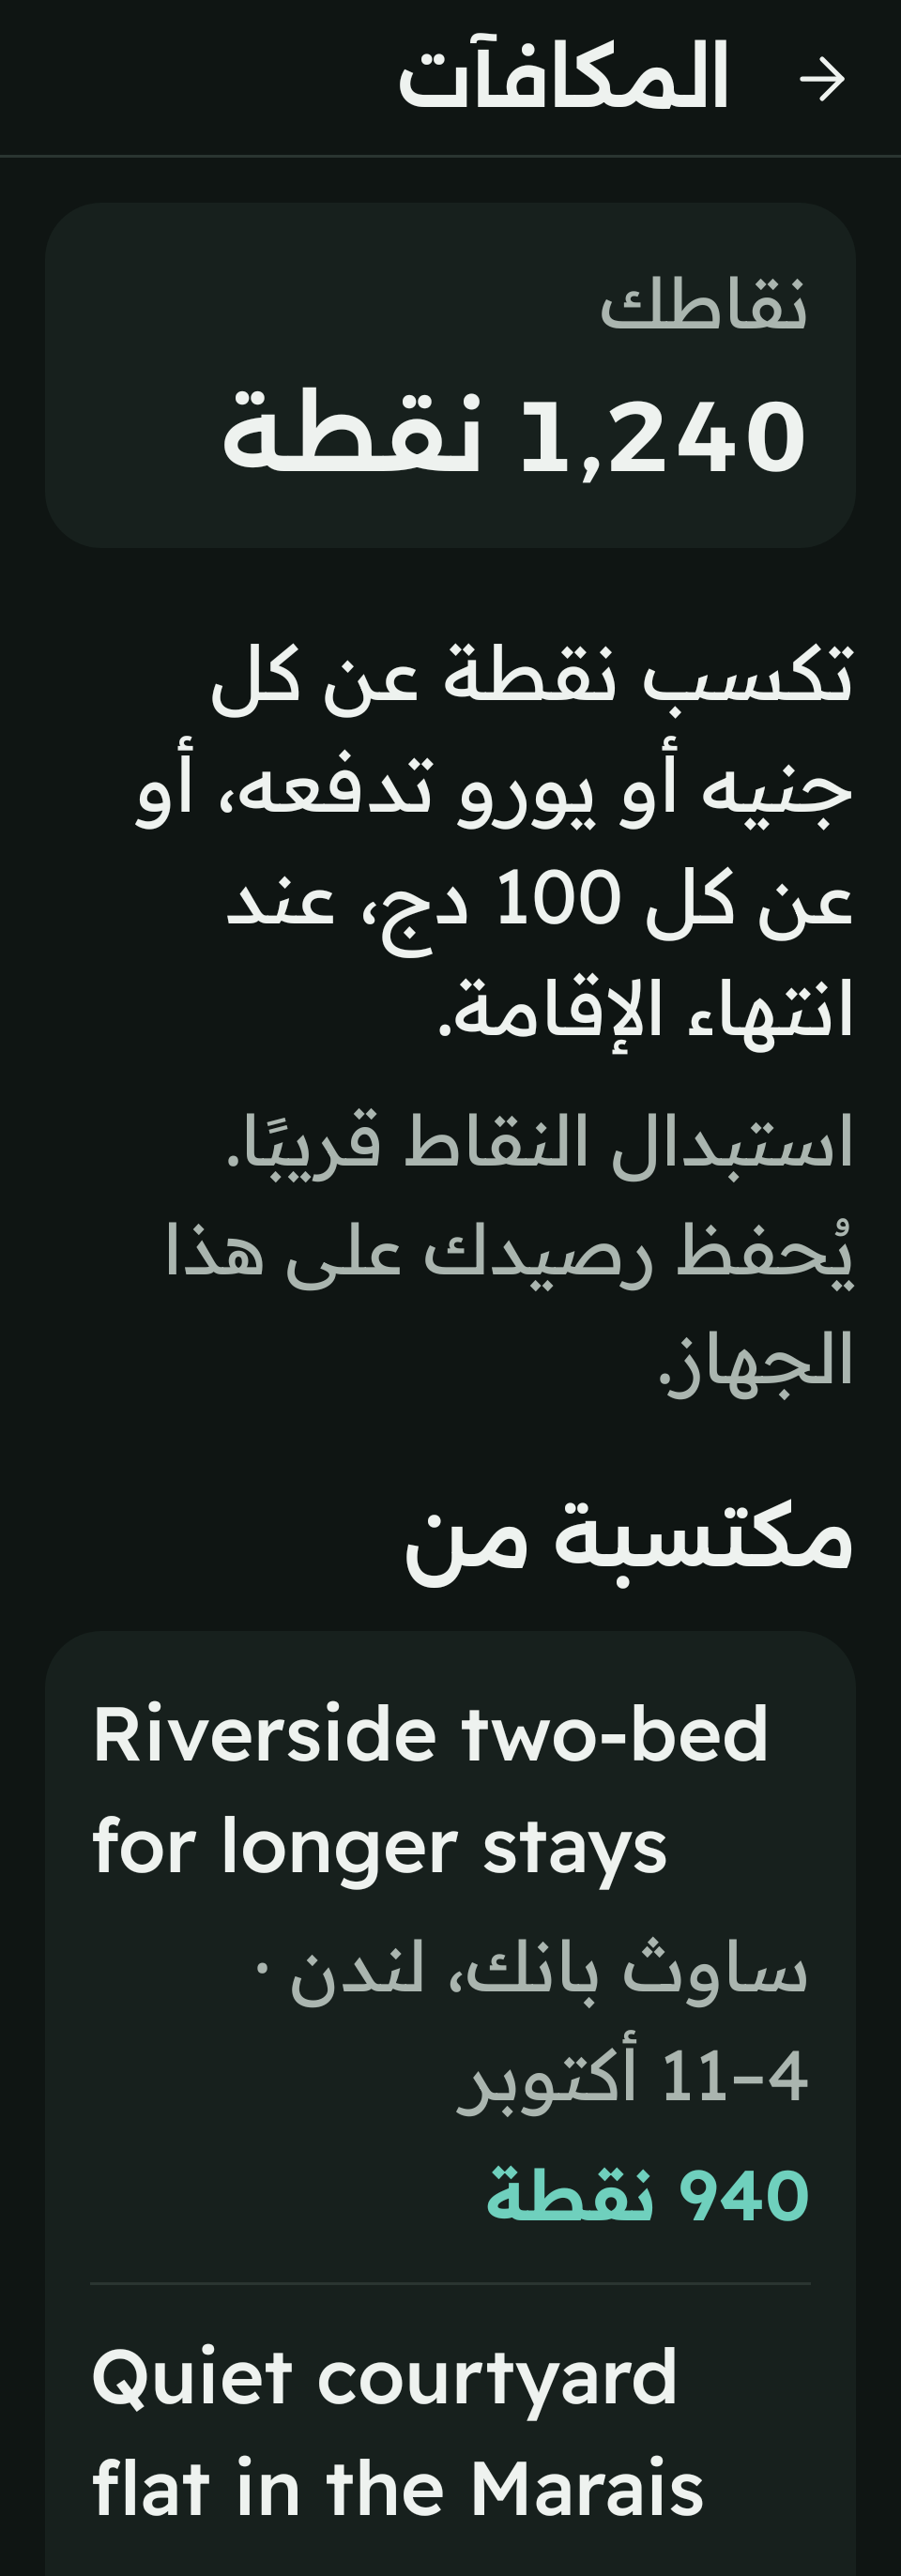 المكافآت
نقاطك
1,240 نقطة
تكسب نقطة عن كل
جنيه أو يورو تدفعه، أو
عن كل 100 دج، عند
انتهاء الإقامة.
استبدال النقاط قريبًا.
يُحفظ رصيدك على هذا
الجهاز.
مكتسبة من
Riverside two-bed
for longer stays
ساوث بانك، لندن ·
4–11 أكتوبر
940 نقطة
Quiet courtyard
flat in the Marais